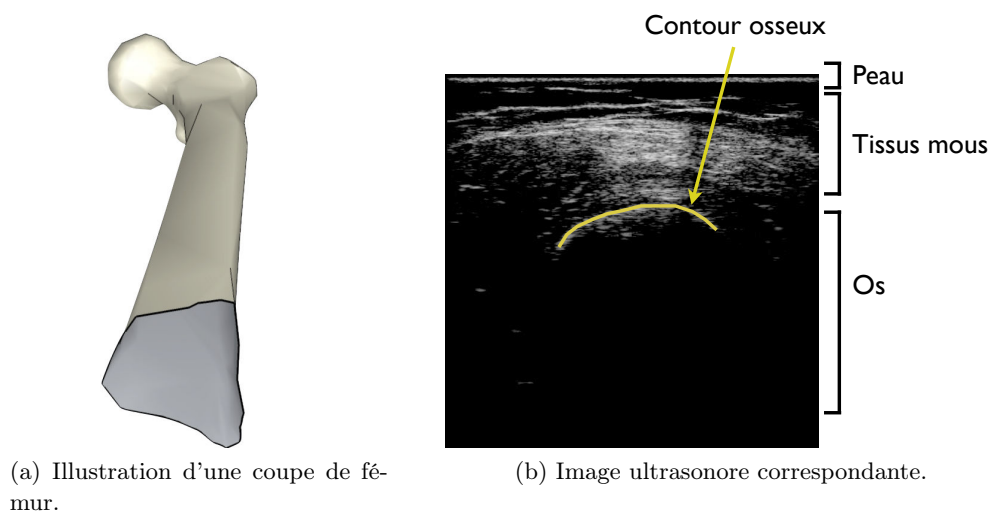 Contour osseux
Peau
Tissus mous
Os
(a) Illustration d'une coupe de fé-
mur.
(b) Image ultrasonore correspondante.